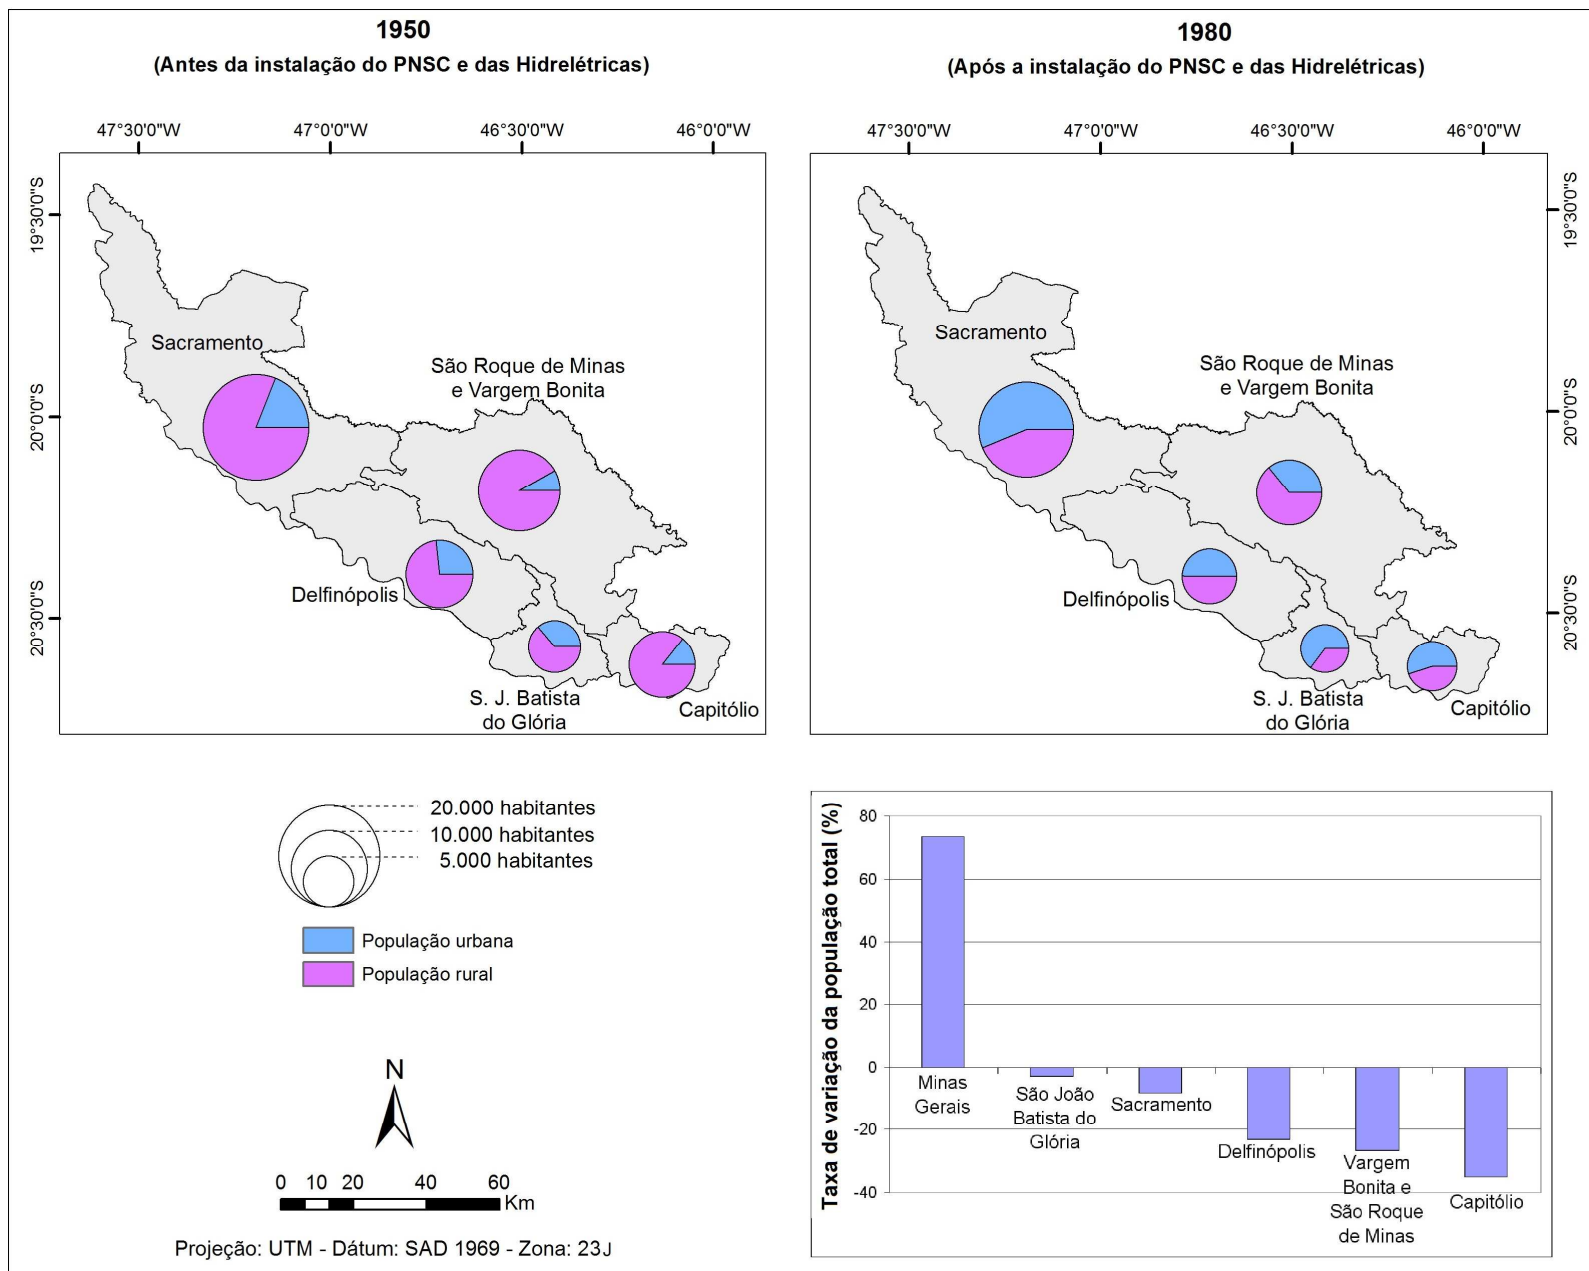 1950
(Antes da instalação do PNSC e das Hidrelétricas)
47°30'0"W
47°0'0"W
46°30'0"W
46°0'0"W
19°30'0"S
20°0'0"S
20°30'0"S
Sacramento
São Roque de Minas
e Vargem Bonita
Delfinópolis
S. J. Batista
do Glória
Capitólio
1980
(Após a instalação do PNSC e das Hidrelétricas)
47°30'0"W
47°0'0"W
46°30'0"W
46°0'0"W
19°30'0"S
20°0'0"S
20°30'0"S
Sacramento
São Roque de Minas
e Vargem Bonita
Delfinópolis
S. J. Batista
do Glória
Capitólio
20.000 habitantes
10.000 habitantes
5.000 habitantes
População urbana
População rural
N
0 10 20 40 60
Km
Projeção: UTM - Dátum: SAD 1969 - Zona: 23J
Taxa de variação da população total (%)
80
60
40
20
0
-20
-40
Minas
Gerais
São João
Batista do
Glória
Sacramento
Delfinópolis
Vargem
Bonita e
São Roque
de Minas
Capitólio